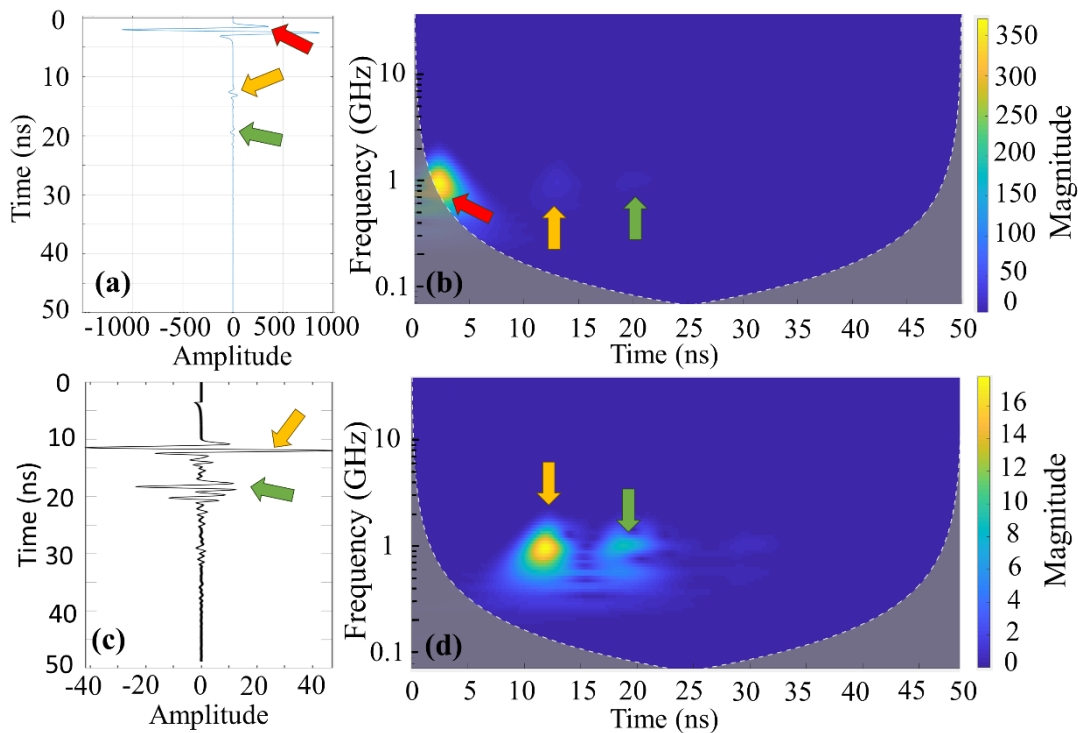 0
10
20
30
40
50
Time (ns)
(a)
-1000 -500 0 500 1000
Amplitude
10
1
0.1
Frequency (GHz)
(b)
0 5 10 15 20 25 30 35 40 45 50
Time (ns)
350
300
250
200
150
100
50
0
Magnitude
0
10
20
30
40
50
Time (ns)
(c)
-40 -20 0 20 40
Amplitude
10
1
0.1
Frequency (GHz)
(d)
0 5 10 15 20 25 30 35 40 45 50
Time (ns)
16
14
12
10
8
6
4
2
0
Magnitude